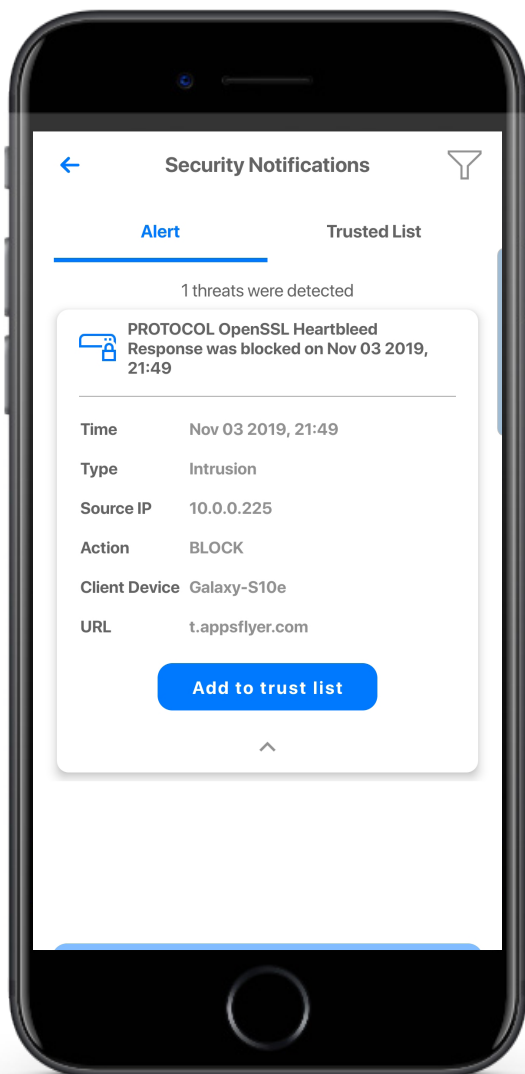 Security Notifications
Alert
Trusted List
1 threats were detected
PROTOCOL OpenSSL Heartbleed
Response was blocked on Nov 03 2019,
21:49
Time Nov 03 2019, 21:49
Type Intrusion
Source IP 10.0.0.225
Action BLOCK
Client Device Galaxy-S10e
URL t.appsflyer.com
Add to trust list